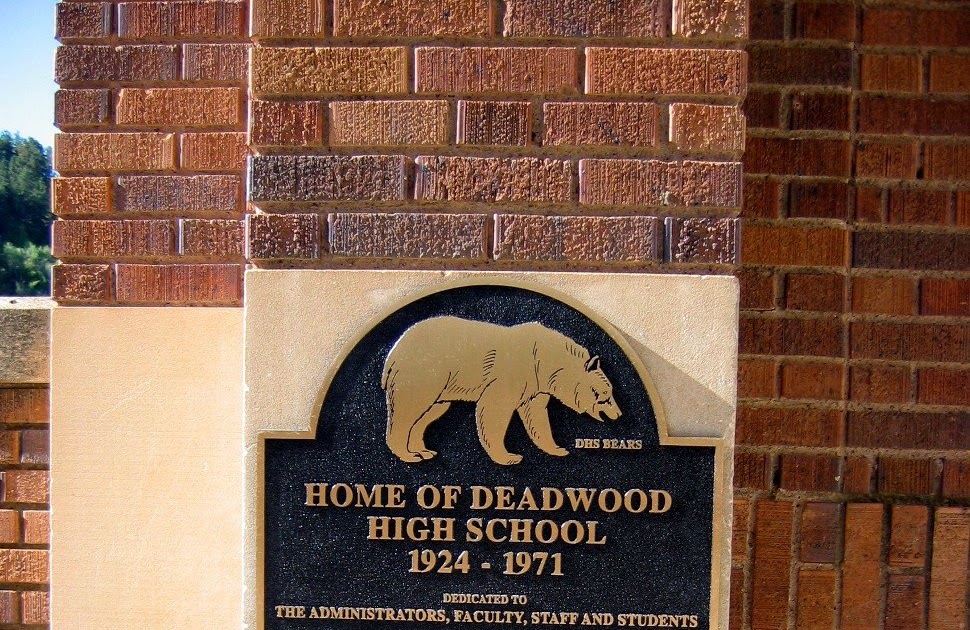 DHS BEARS
HOME OF DEADWOOD
HIGH SCHOOL
1924 - 1971
DEDICATED TO
THE ADMINISTRATORS, FACULTY, STAFF AND STUDENTS